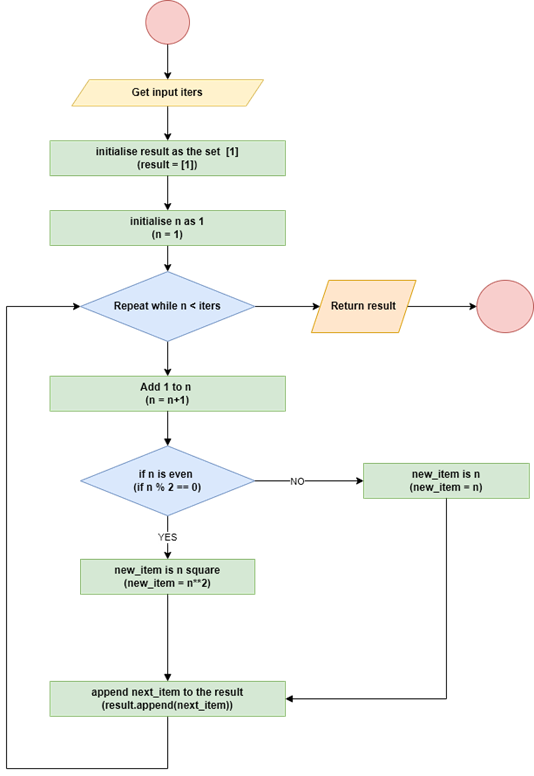 Get input iters
initialise result as the set [1]
(result = [1])
initialise n as 1
(n = 1)
Repeat while n < iters
Return result
Add 1 to n
(n = n+1)
if n is even
(if n % 2 == 0)
NO
new_item is n
(new_item = n)
YES
new_item is n square
(new_item = n**2)
append next_item to the result
(result.append(next_item))